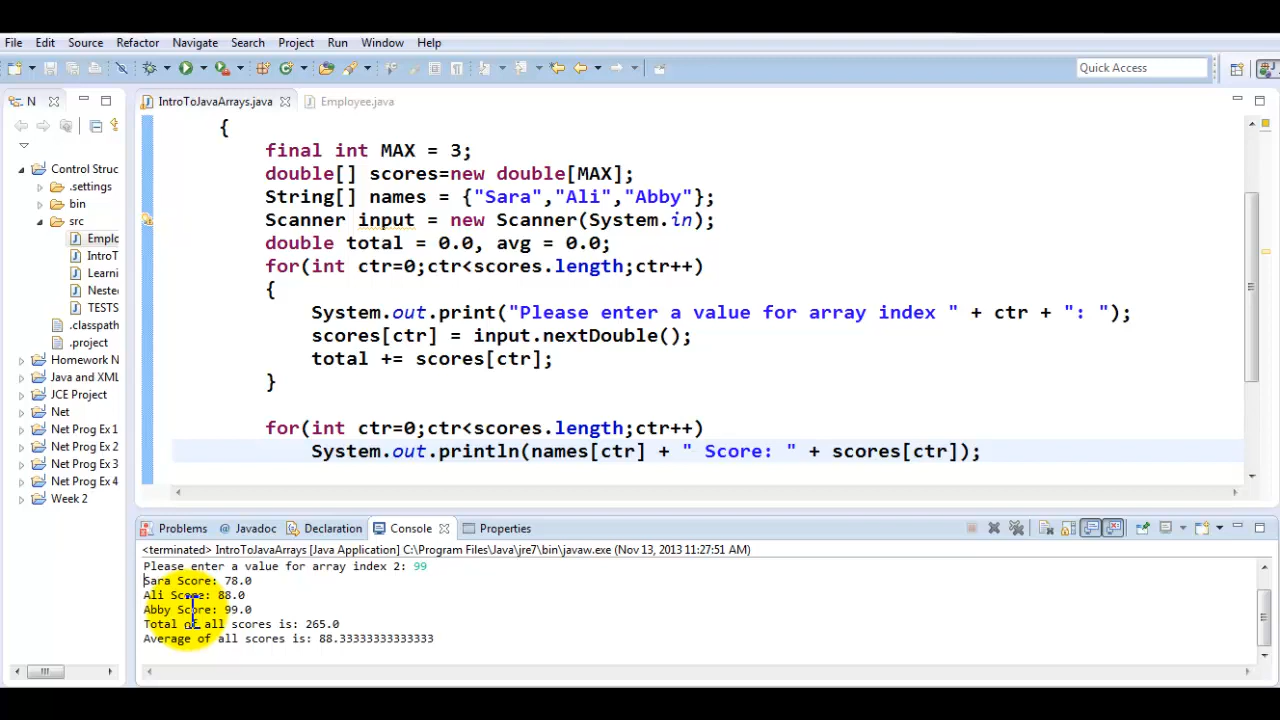 File Edit Source Refactor Navigate Search Project Run Window Help
Quick Access
N
IntroToJavaArrays.java
Employee.java
Control Struc
.settings
bin
src
Emplo
IntroT
Learni
Neste
TESTS
.classpath
.project
Homework N
Java and XML
JCE Project
Net
Net Prog Ex 1
Net Prog Ex 2
Net Prog Ex 3
Net Prog Ex 4
Week 2
{
final int MAX = 3;
double[] scores=new double[MAX];
String[] names = {"Sara","Ali","Abby"};
Scanner input = new Scanner(System.in);
double total = 0.0, avg = 0.0;
for(int ctr=0;ctr<scores.length;ctr++)
{
System.out.print("Please enter a value for array index " + ctr + ": ");
scores[ctr] = input.nextDouble();
total += scores[ctr];
}
for(int ctr=0;ctr<scores.length;ctr++)
System.out.println(names[ctr] + " Score: " + scores[ctr]);
Problems @ Javadoc Declaration Console Properties
<terminated> IntroToJavaArrays [Java Application] C:\Program Files\Java\jre7\bin\javaw.exe (Nov 13, 2013 11:27:51 AM)
Please enter a value for array index 2: 99
Sara Score: 78.0
Ali Score: 88.0
Abby Score: 99.0
Total of all scores is: 265.0
Average of all scores is: 88.33333333333333